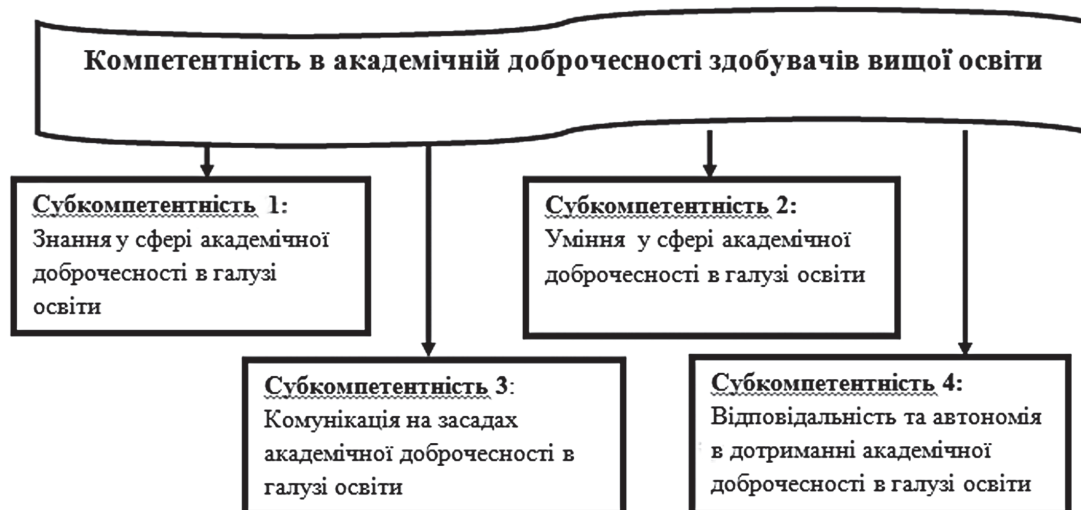 Компетентність в академічній доброчесності здобувачів вищої освіти
Субкомпетентність 1:
Знання у сфері академічної
доброчесності в галузі
освіти
Субкомпетентність 2:
Уміння у сфері академічної
доброчесності в галузі освіти
Субкомпетентність 3:
Комунікація на засадах
академічної доброчесності в
галузі освіти
Субкомпетентність 4:
Відповідальність та автономія
в дотриманні академічної
доброчесності в галузі освіти